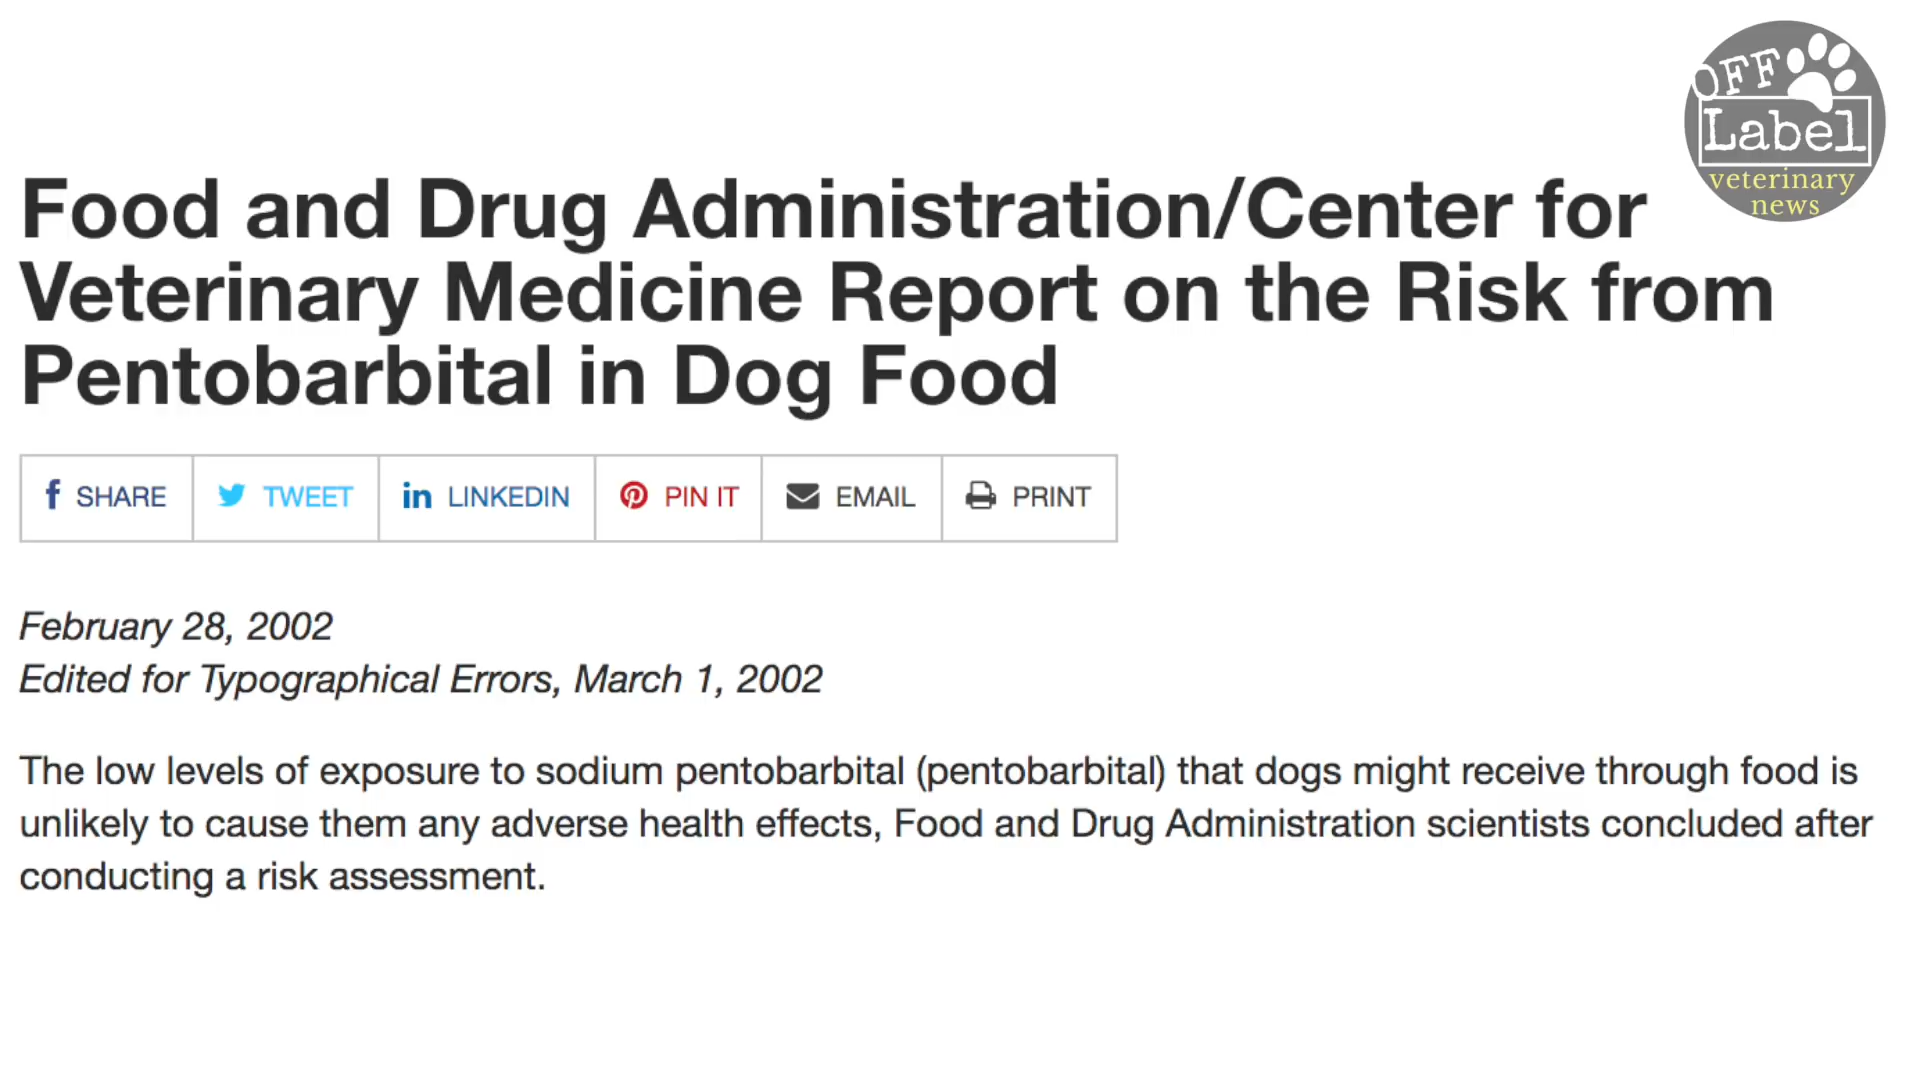 OFF
Label
veterinary
news
Food and Drug Administration/Center for
Veterinary Medicine Report on the Risk from
Pentobarbital in Dog Food
f SHARE TWEET in LINKEDIN PIN IT EMAIL PRINT
February 28, 2002
Edited for Typographical Errors, March 1, 2002
The low levels of exposure to sodium pentobarbital (pentobarbital) that dogs might receive through food is
unlikely to cause them any adverse health effects, Food and Drug Administration scientists concluded after
conducting a risk assessment.